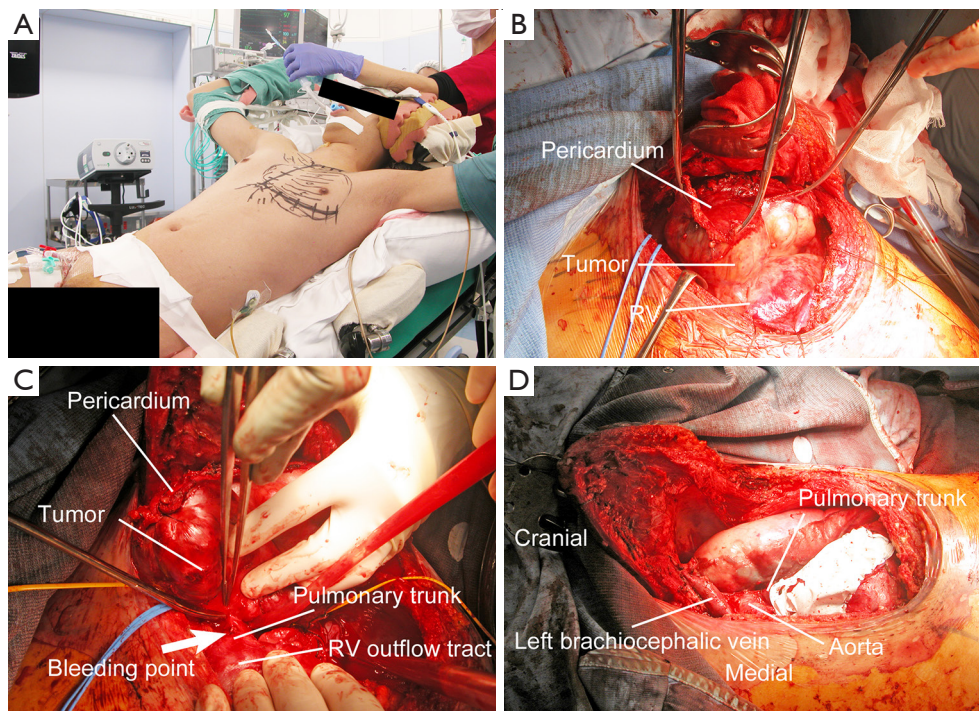 A
B
Pericardium
Tumor
RV
C
Pericardium
Tumor
Pulmonary trunk
Bleeding point
RV outflow tract
D
Pulmonary trunk
Cranial
Left brachiocephalic vein
Aorta
Medial